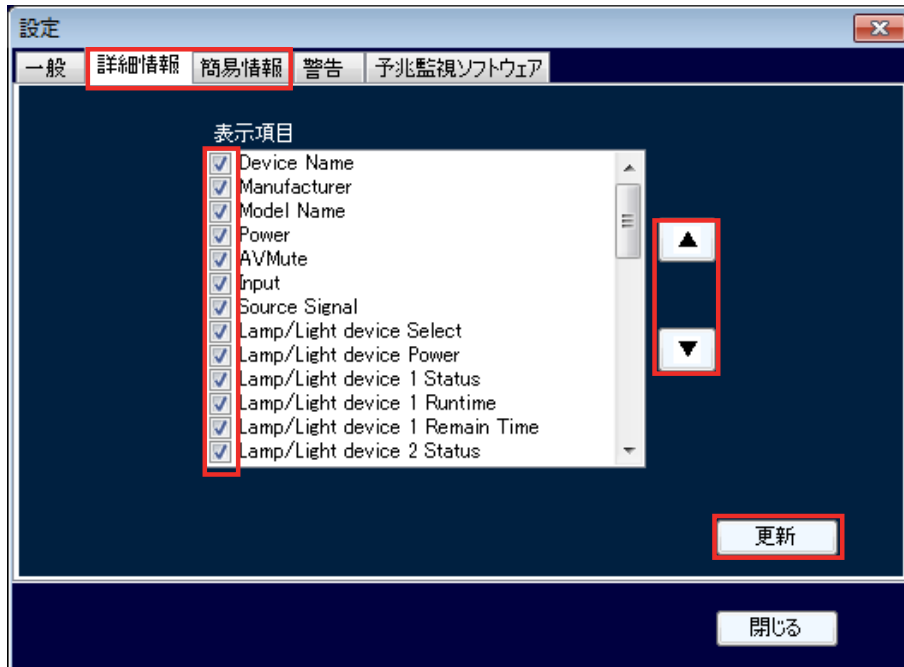 設定
一般 詳細情報 簡易情報 警告 予兆監視ソフトウェア
表示項目
Device Name
Manufacturer
Model Name
Power
AVMute
Input
Source Signal
Lamp/Light device Select
Lamp/Light device Power
Lamp/Light device 1 Status
Lamp/Light device 1 Runtime
Lamp/Light device 1 Remain Time
Lamp/Light device 2 Status
更新
閉じる